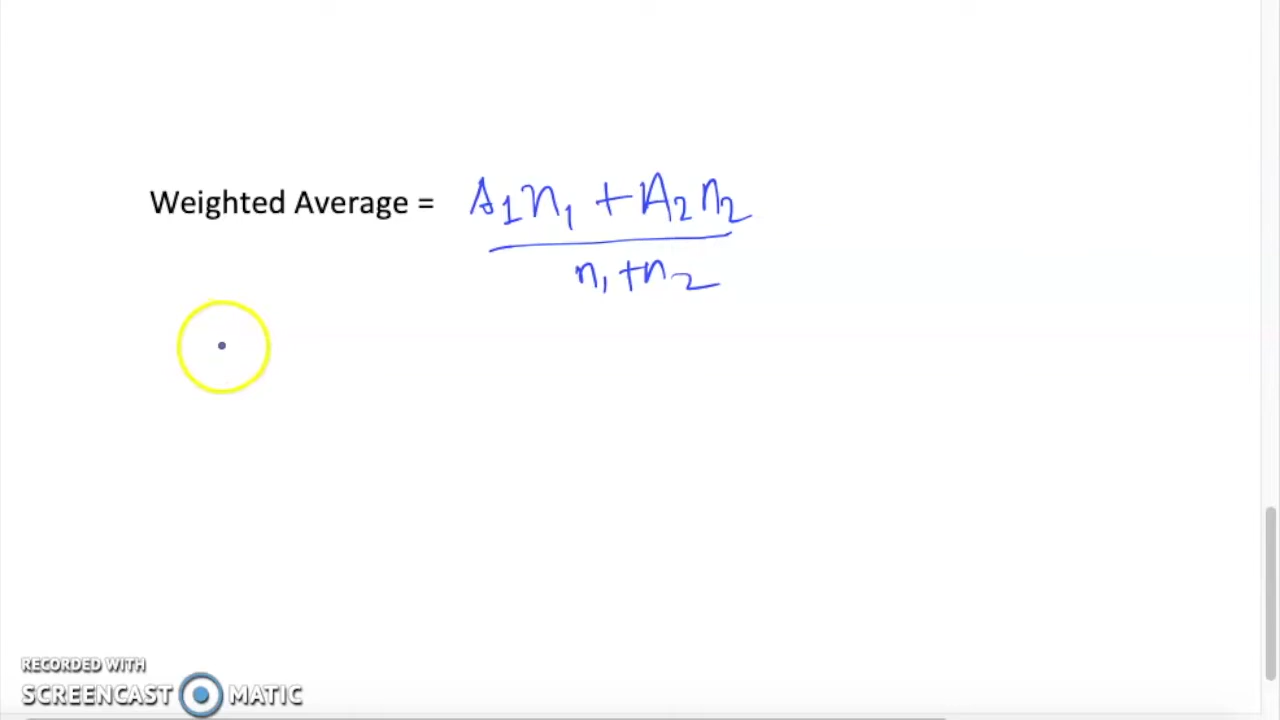 Weighted Average = A₁n₁ + A₂n₂
n₁ + n₂
RECORDED WITH
SCREENCAST MATIC